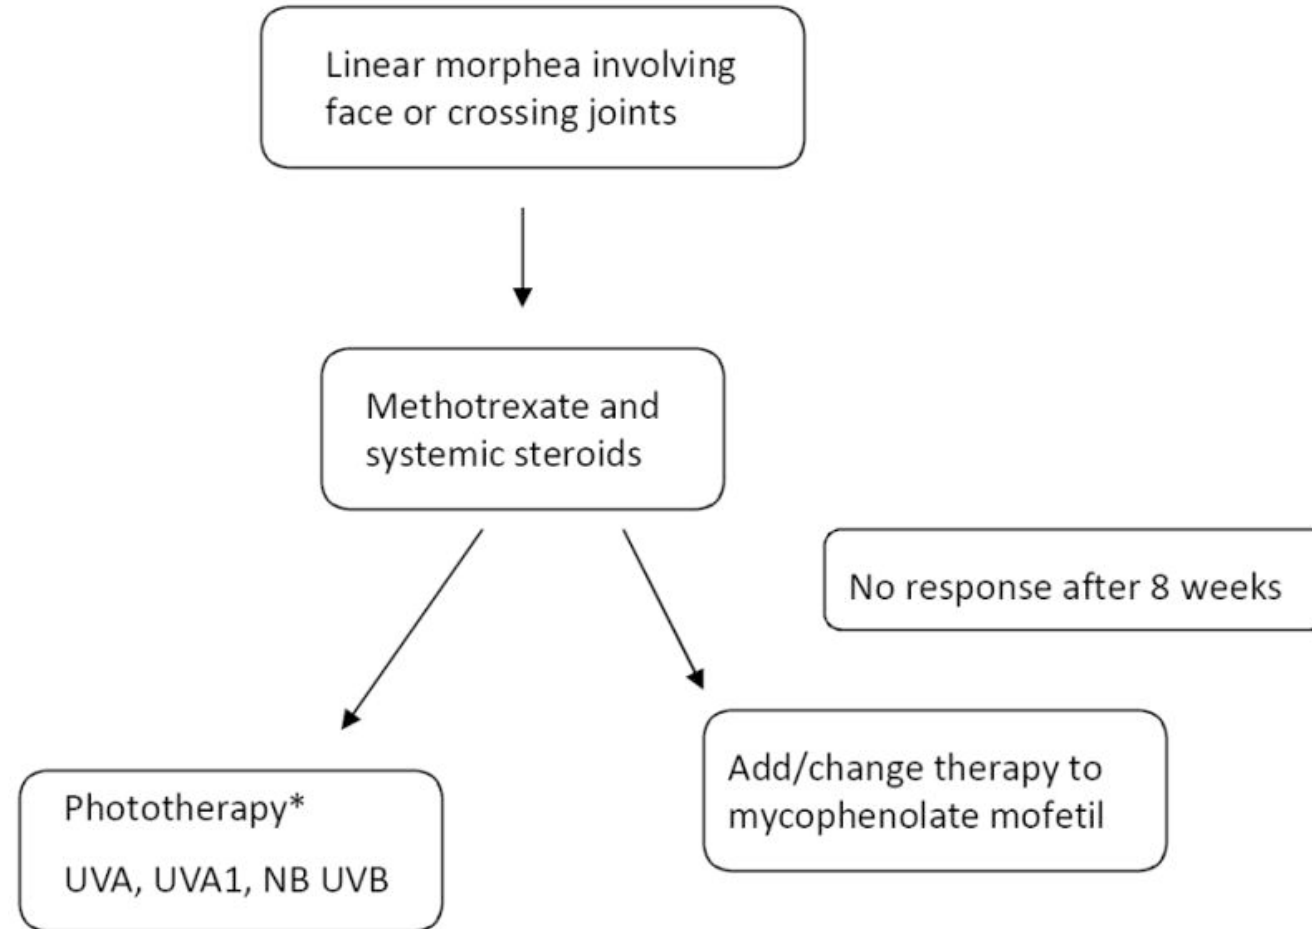 Linear morphea involving
face or crossing joints
Methotrexate and
systemic steroids
No response after 8 weeks
Add/change therapy to
mycophenolate mofetil
Phototherapy*
UVA, UVA1, NB UVB